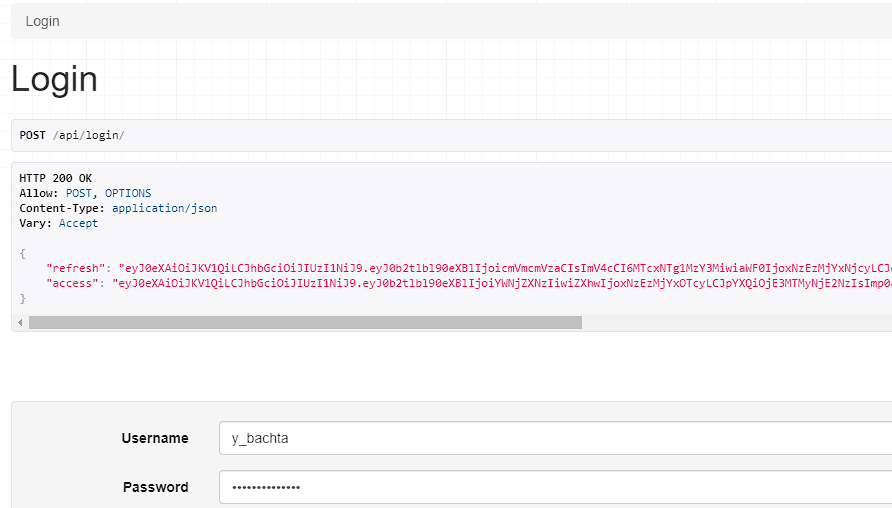 Login
Login
POST /api/login/
HTTP 200 OK
Allow: POST, OPTIONS
Content-Type: application/json
Vary: Accept
{
"refresh": "eyJ0eXAiOiJKV1QiLCJhbGciOiJIUzI1NiJ9.eyJ0b2tlbl90eXBlIjoicmVmcmVzaCIsImV4cCI6MTcxNTg1MzY3MiwiaWF0IjoxNzEzMjYxNjcyLCJ
"access": "eyJ0eXAiOiJKV1QiLCJhbGciOiJIUzI1NiJ9.eyJ0b2tlbl90eXBlIjoiYWNjZXNzIiwiZXhwIjoxNzEzMjYxOTcyLCJpYXQiOjE3MTMyNjE2NzIsImp0
}
Username
y_bachta
Password
••••••••••••••